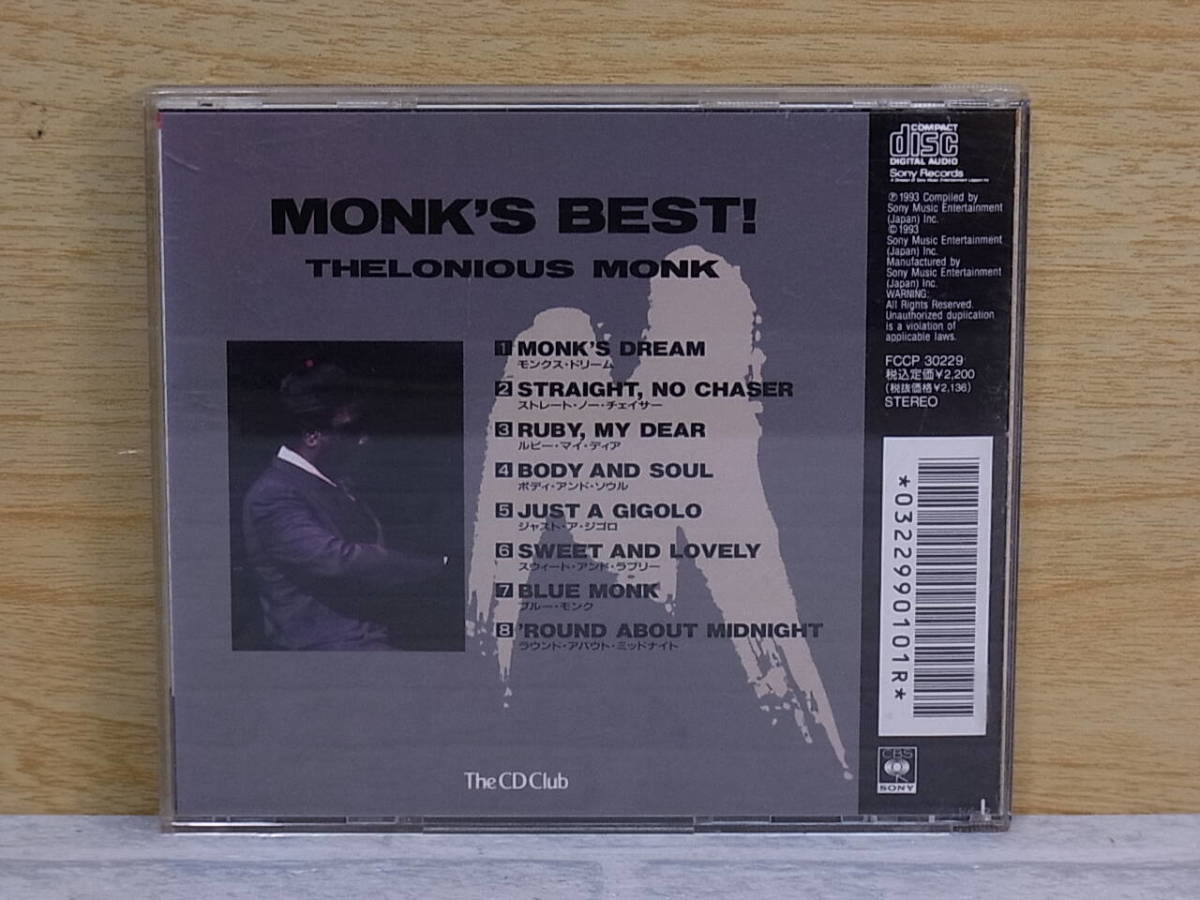 MONK'S BEST!
THELONIOUS MONK
1 MONK'S DREAM
モンクス・ドリーム
2 STRAIGHT, NO CHASER
ストレート・ノー・チェイサー
3 RUBY, MY DEAR
ルビー・マイ・ディア
4 BODY AND SOUL
ボディ・アンド・ソウル
5 JUST A GIGOLO
ジャスト・ア・ジゴロ
6 SWEET AND LOVELY
スウィート・アンド・ラブリー
7 BLUE MONK
ブルー・モンク
8 'ROUND ABOUT MIDNIGHT
ラウンド・アバウト・ミッドナイト
The CD Club
COMPACT
disc
DIGITAL AUDIO
Sony Records
A Division of Sony Music Entertainment (Japan) Inc.
Ⓟ 1993 Compiled by
Sony Music Entertainment
(Japan) Inc.
© 1993
Sony Music Entertainment
(Japan) Inc.
Manufactured by
Sony Music Entertainment
(Japan) Inc.
WARNING:
All Rights Reserved.
Unauthorized duplication
is a violation of
applicable laws.
FCCP 30229
税込定価¥2,200
(税抜価格¥2,136)
STEREO
*0322990101R*
CBS
SONY